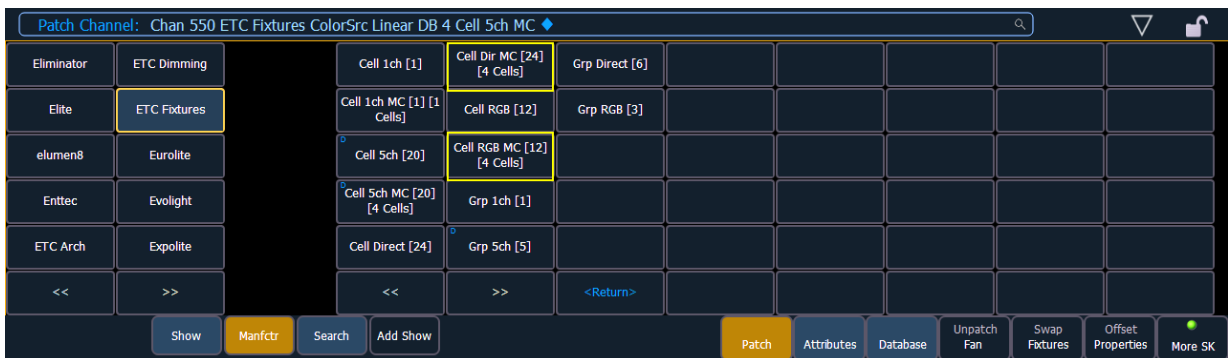 Patch Channel: Chan 550 ETC Fixtures ColorSrc Linear DB 4 Cell 5ch MC
Eliminator
ETC Dimming
Cell 1ch [1]
Cell Dir MC [24]
[4 Cells]
Grp Direct [6]
Elite
ETC Fixtures
Cell 1ch MC [1] [1
Cells]
Cell RGB [12]
Grp RGB [3]
elumen8
Eurolite
D
Cell 5ch [20]
Cell RGB MC [12]
[4 Cells]
Enttec
Evolight
D
Cell 5ch MC [20]
[4 Cells]
Grp 1ch [1]
ETC Arch
Expolite
Cell Direct [24]
D
Grp 5ch [5]
<<
>>
<<
>>
<Return>
Show
Manfctr
Search
Add Show
Patch
Attributes
Database
Unpatch
Fan
Swap
Fixtures
Offset
Properties
More SK